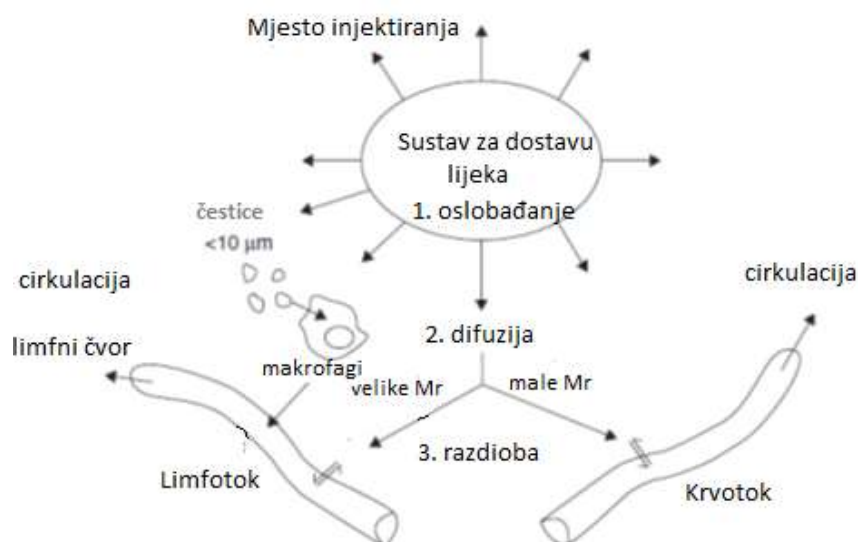 Mjesto injektiranja
Sustav za dostavu
lijeka
1. oslobađanje
čestice
<10 µm
cirkulacija
cirkulacija
limfni čvor
2. difuzija
makrofagi
velike Mr
male Mr
3. razdioba
Limfotok
Krvotok